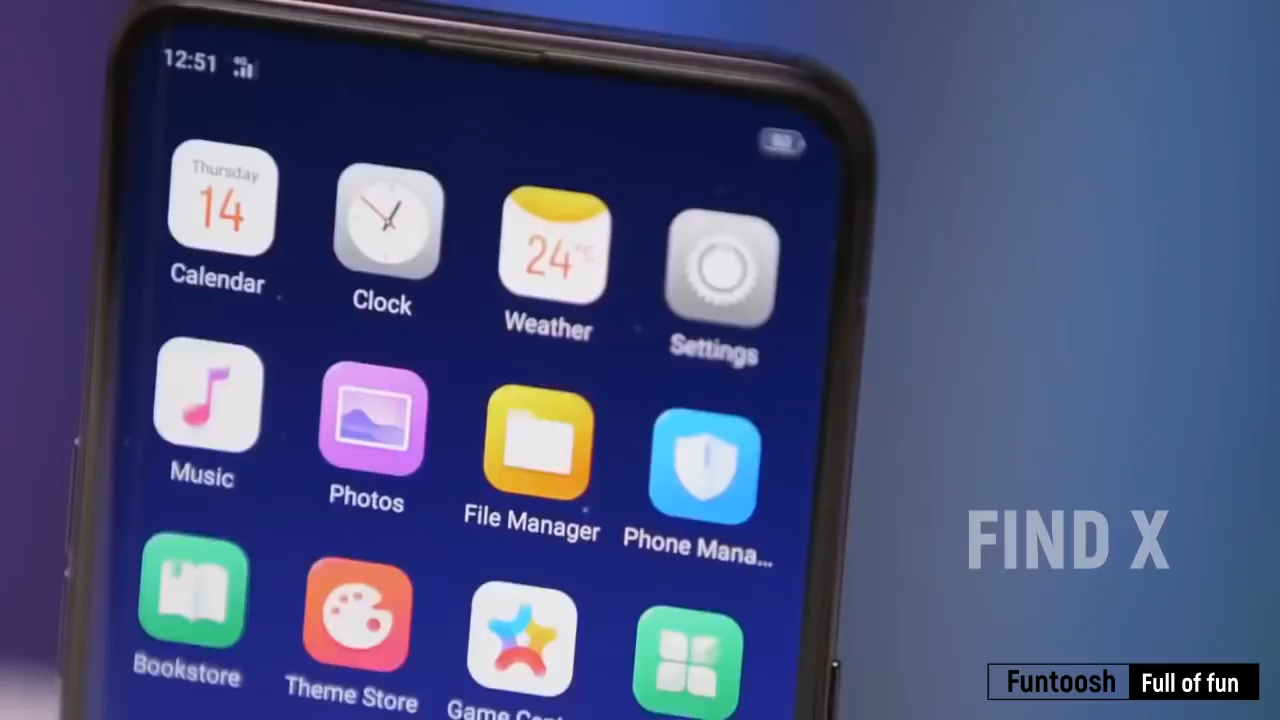 12:51 4G
Thursday
14
Calendar
Clock
24°C
Weather
Settings
Music
Photos
File Manager
Phone Mana...
Bookstore
Theme Store
FIND X
Funtoosh Full of fun